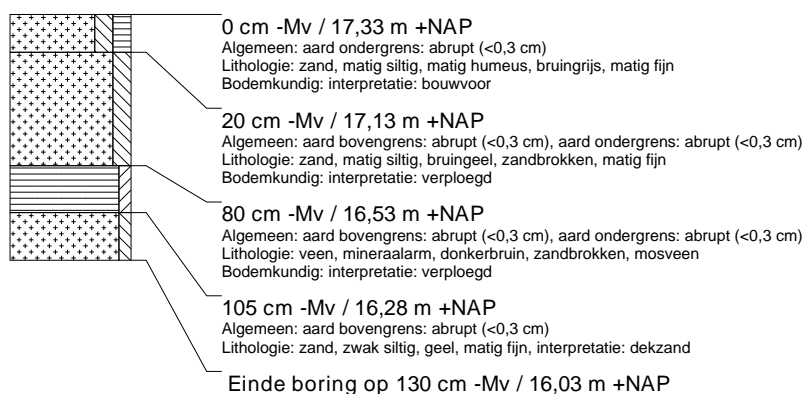 0 cm -Mv / 17,33 m +NAP
Algemeen: aard ondergrens: abrupt (<0,3 cm)
Lithologie: zand, matig siltig, matig humeus, bruingrijs, matig fijn
Bodemkundig: interpretatie: bouwvoor
20 cm -Mv / 17,13 m +NAP
Algemeen: aard bovengrens: abrupt (<0,3 cm), aard ondergrens: abrupt (<0,3 cm)
Lithologie: zand, matig siltig, bruingeel, zandbrokken, matig fijn
Bodemkundig: interpretatie: verploegd
80 cm -Mv / 16,53 m +NAP
Algemeen: aard bovengrens: abrupt (<0,3 cm), aard ondergrens: abrupt (<0,3 cm)
Lithologie: veen, mineraalarm, donkerbruin, zandbrokken, mosveen
Bodemkundig: interpretatie: verploegd
105 cm -Mv / 16,28 m +NAP
Algemeen: aard bovengrens: abrupt (<0,3 cm)
Lithologie: zand, zwak siltig, geel, matig fijn, interpretatie: dekzand
Einde boring op 130 cm -Mv / 16,03 m +NAP